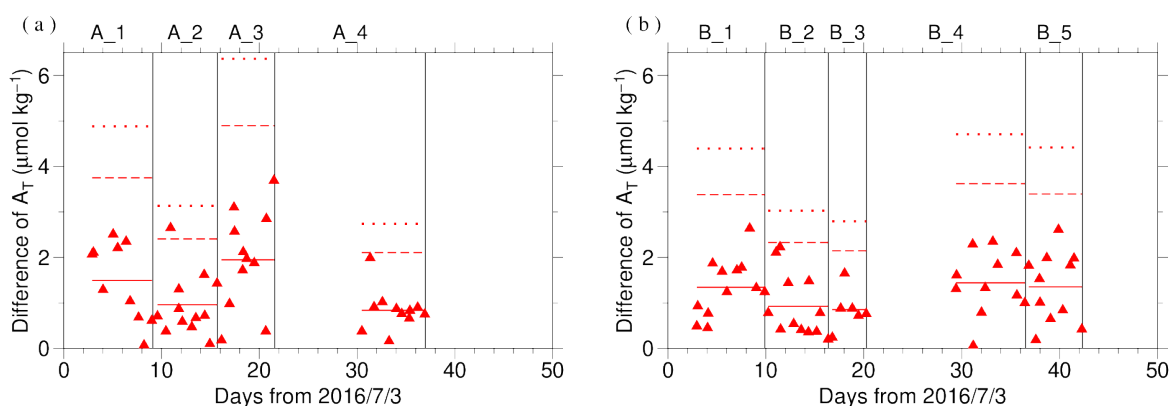 ( a ) A_1 A_2 A_3 A_4
Difference of A_T (μmol kg⁻¹)
6
4
2
0
0 10 20 30 40 50
Days from 2016/7/3
( b ) B_1 B_2 B_3 B_4 B_5
Difference of A_T (μmol kg⁻¹)
6
4
2
0
0 10 20 30 40 50
Days from 2016/7/3